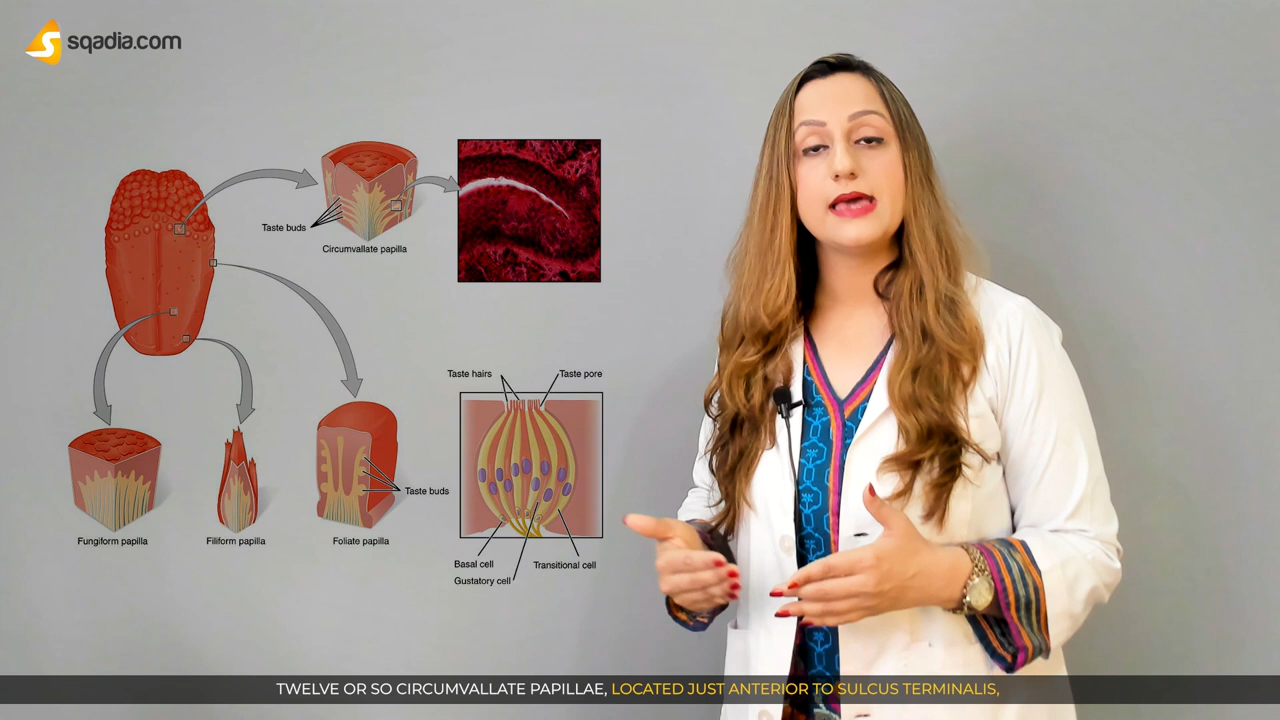 sqadia.com
Taste buds
Circumvallate papilla
Taste hairs
Taste pore
Taste buds
Fungiform papilla
Filiform papilla
Foliate papilla
Basal cell
Transitional cell
Gustatory cell
TWELVE OR SO CIRCUMVALLATE PAPILLAE, LOCATED JUST ANTERIOR TO SULCUS TERMINALIS,